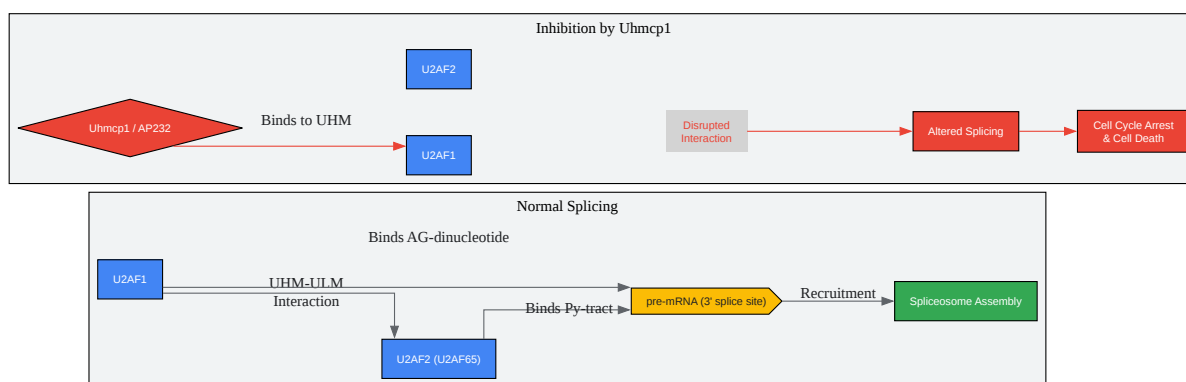 Inhibition by Uhmcp1
U2AF2
Uhmcp1 / AP232
Binds to UHM
U2AF1
Disrupted
Interaction
Altered Splicing
Cell Cycle Arrest
& Cell Death
Normal Splicing
Binds AG-dinucleotide
U2AF1
UHM-ULM
Interaction
Binds Py-tract
pre-mRNA (3' splice site)
Recruitment
Spliceosome Assembly
U2AF2 (U2AF65)